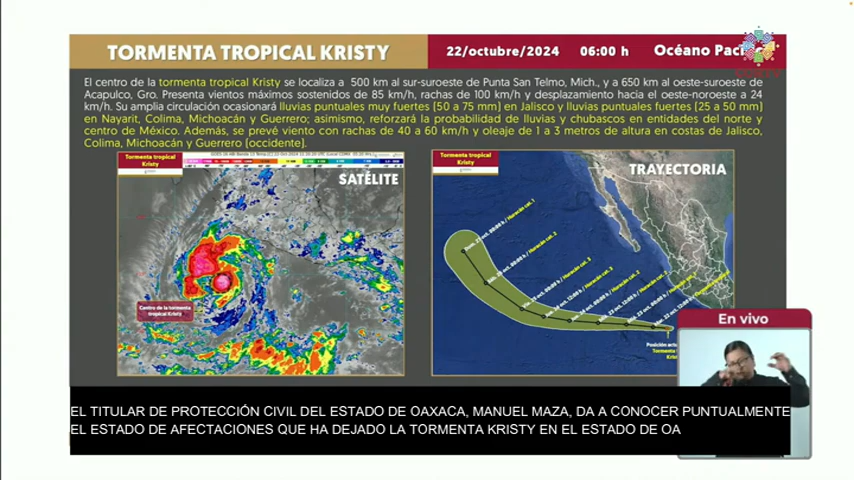 TORMENTA TROPICAL KRISTY
22/octubre/2024 06:00 h Océano Pací
El centro de la tormenta tropical Kristy se localiza a 500 km al sur-suroeste de Punta San Telmo, Mich., y a 650 km al oeste-suroeste de
Acapulco, Gro. Presenta vientos máximos sostenidos de 85 km/h, rachas de 100 km/h y desplazamiento hacia el oeste-noroeste a 24
km/h. Su amplia circulación ocasionará lluvias puntuales muy fuertes (50 a 75 mm) en Jalisco y lluvias puntuales fuertes (25 a 50 mm)
en Nayarit, Colima, Michoacán y Guerrero; asimismo, reforzará la probabilidad de lluvias y chubascos en entidades del norte y
centro de México. Además, se prevé viento con rachas de 40 a 60 km/h y oleaje de 1 a 3 metros de altura en costas de Jalisco,
Colima, Michoacán y Guerrero (occidente).
Tormenta tropical
Kristy
SATÉLITE
Centro de la tormenta
tropical Kristy
Tormenta tropical
Kristy
TRAYECTORIA
Posición actu
Tormenta t
Kris
En vivo
EL TITULAR DE PROTECCIÓN CIVIL DEL ESTADO DE OAXACA, MANUEL MAZA, DA A CONOCER PUNTUALMENTE
EL ESTADO DE AFECTACIONES QUE HA DEJADO LA TORMENTA KRISTY EN EL ESTADO DE OA